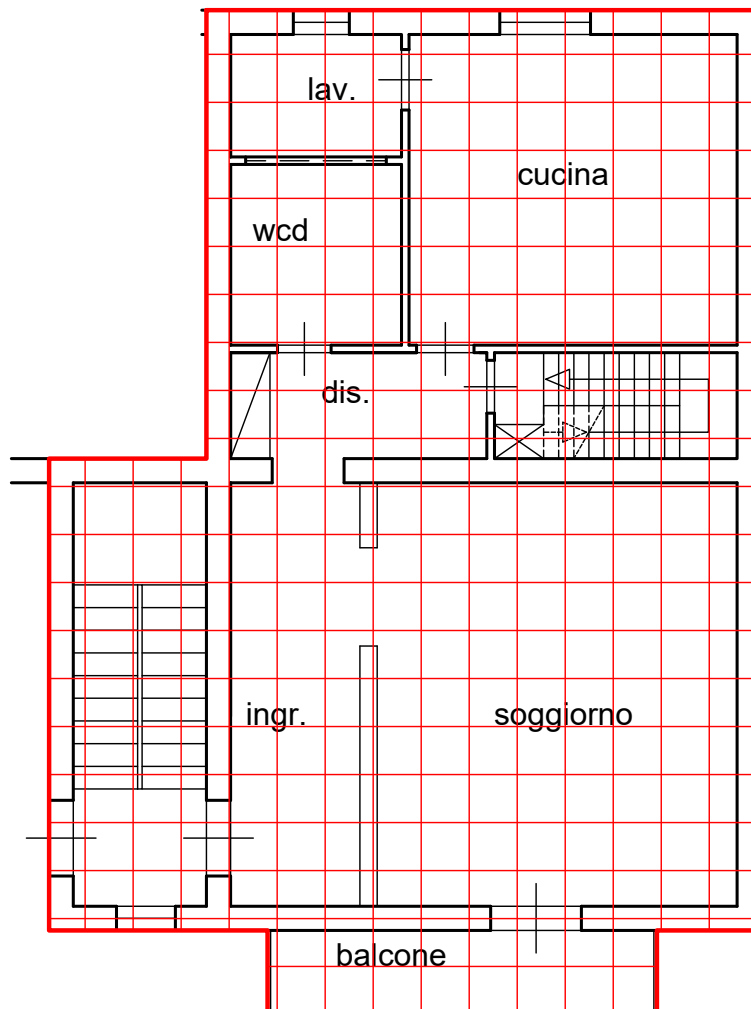 lav.
cucina
wcd
dis.
ingr.
soggiorno
balcone